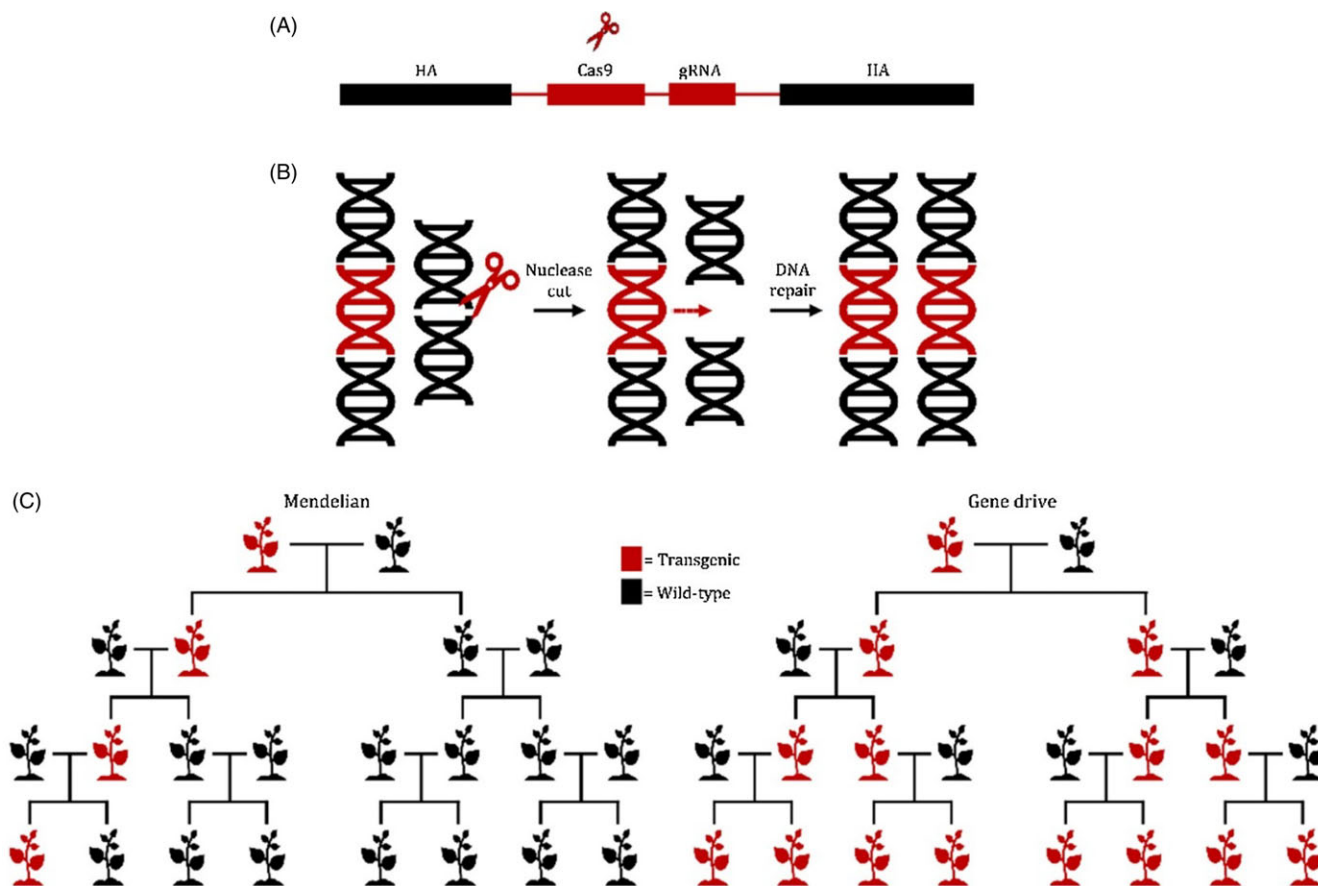 (A)
HA
Cas9
gRNA
HA
(B)
Nuclease
cut
DNA
repair
(C)
Mendelian
Gene drive
= Transgenic
= Wild-type